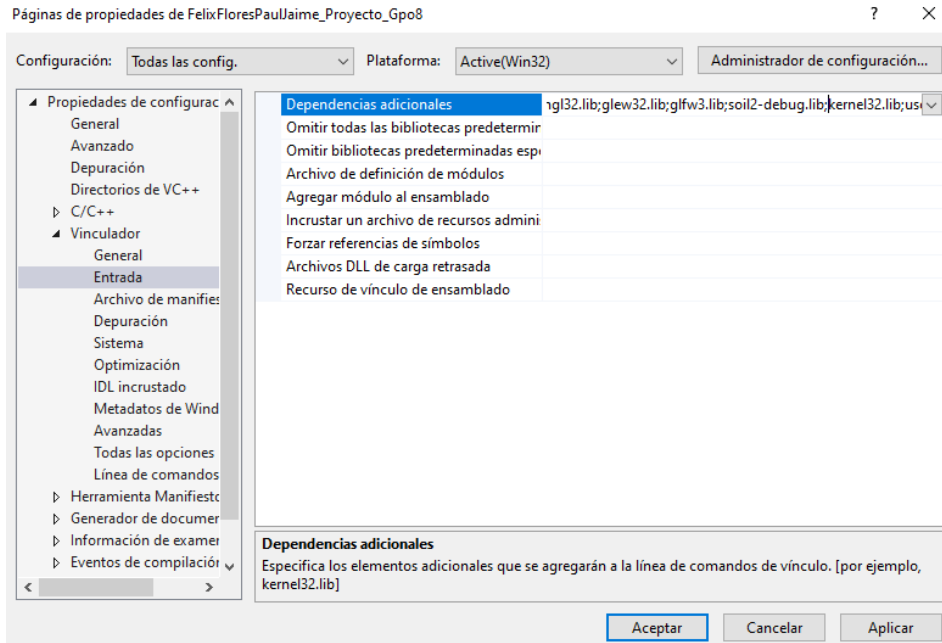 Páginas de propiedades de FelixFloresPaulJaime_Proyecto_Gpo8
Configuración: Todas las config. Plataforma: Active(Win32) Administrador de configuración...
Propiedades de configurac
General
Avanzado
Depuración
Directorios de VC++
C/C++
Vinculador
General
Entrada
Archivo de manifies
Depuración
Sistema
Optimización
IDL incrustado
Metadatos de Wind
Avanzadas
Todas las opciones
Línea de comandos
Herramienta Manifiesto
Generador de documer
Información de examer
Eventos de compilación
Dependencias adicionales ngl32.lib;glew32.lib;glfw3.lib;soil2-debug.lib;kernel32.lib;use
Omitir todas las bibliotecas predetermin
Omitir bibliotecas predeterminadas espe
Archivo de definición de módulos
Agregar módulo al ensamblado
Incrustar un archivo de recursos adminis
Forzar referencias de símbolos
Archivos DLL de carga retrasada
Recurso de vínculo de ensamblado
Dependencias adicionales
Especifica los elementos adicionales que se agregarán a la línea de comandos de vínculo. [por ejemplo,
kernel32.lib]
Aceptar Cancelar Aplicar